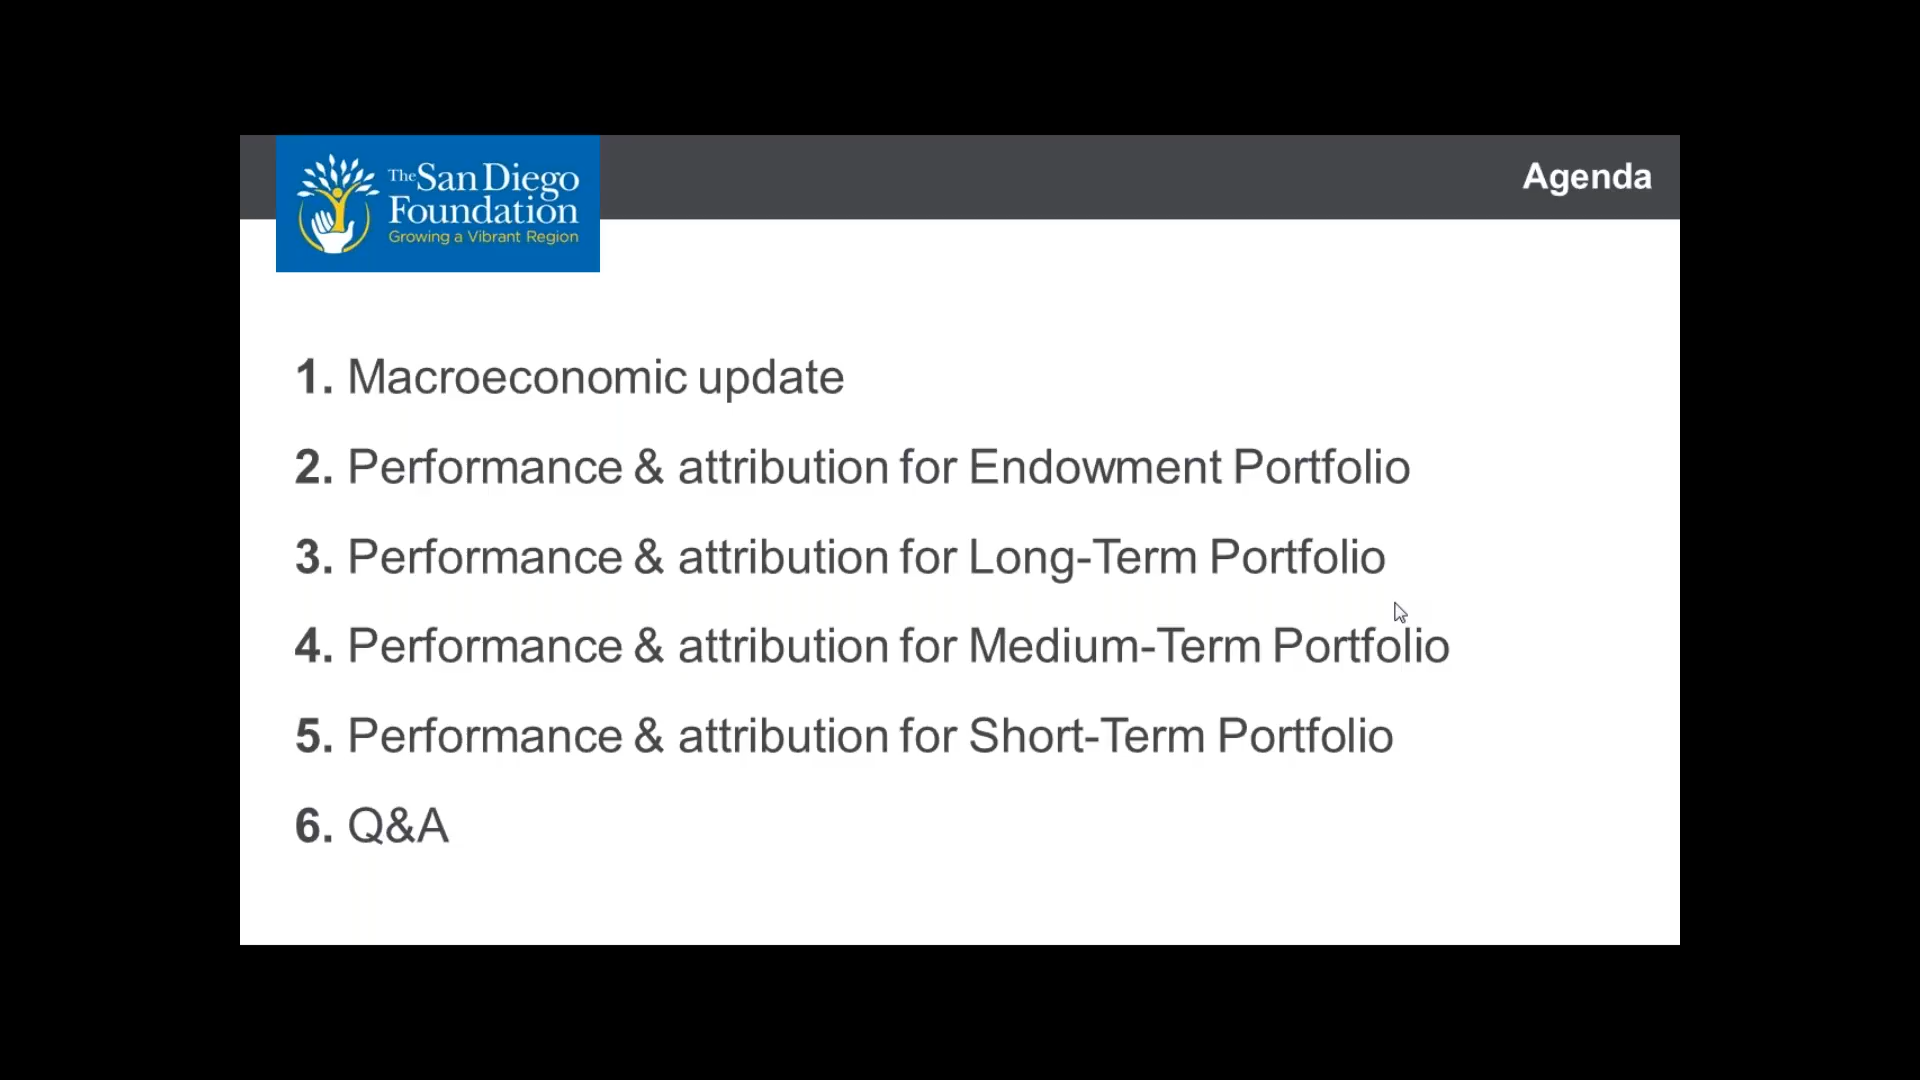 The San Diego
Foundation
Growing a Vibrant Region
Agenda
1. Macroeconomic update
2. Performance & attribution for Endowment Portfolio
3. Performance & attribution for Long-Term Portfolio
4. Performance & attribution for Medium-Term Portfolio
5. Performance & attribution for Short-Term Portfolio
6. Q&A